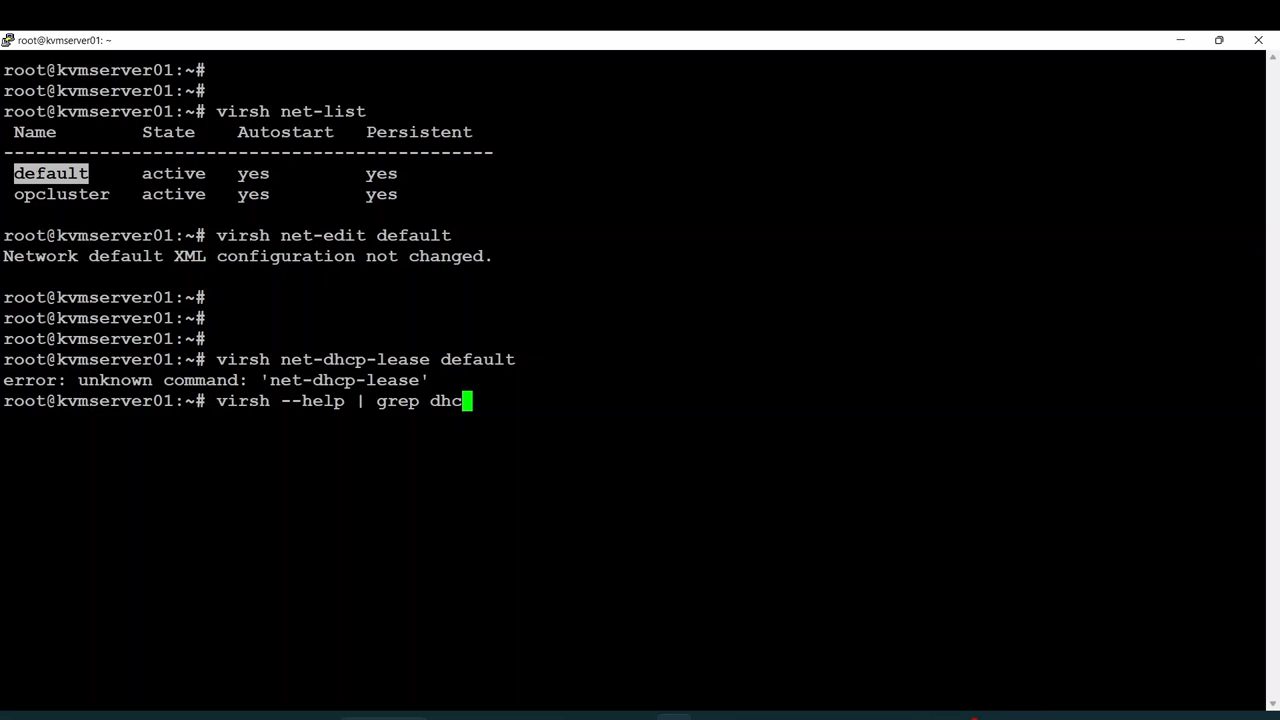 root@kvmserver01: ~
root@kvmserver01:~#
root@kvmserver01:~#
root@kvmserver01:~# virsh net-list
Name State Autostart Persistent
----------------------------------------------
default active yes yes
opcluster active yes yes
root@kvmserver01:~# virsh net-edit default
Network default XML configuration not changed.
root@kvmserver01:~#
root@kvmserver01:~#
root@kvmserver01:~#
root@kvmserver01:~# virsh net-dhcp-lease default
error: unknown command: 'net-dhcp-lease'
root@kvmserver01:~# virsh --help | grep dhc